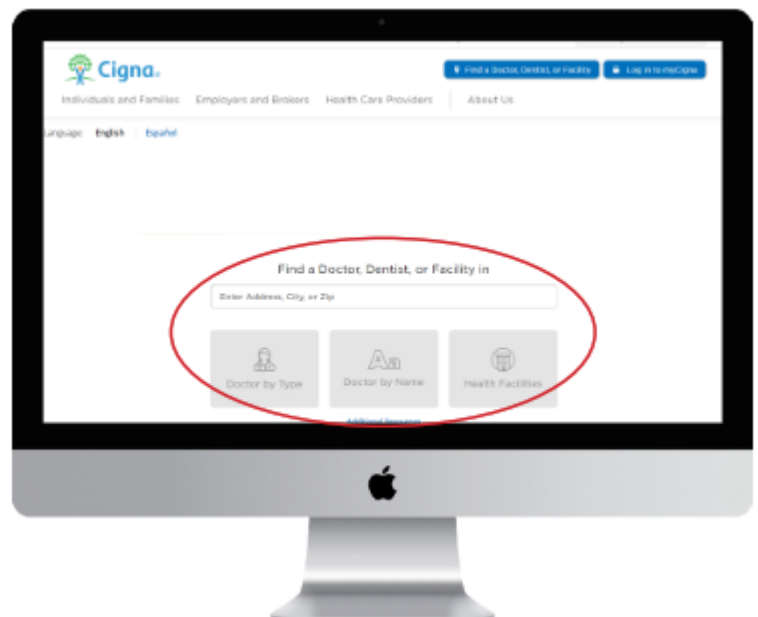 Cigna.
Find a Doctor, Dentist, or Facility
Log in to myCigna
Individuals and Families Employers and Brokers Health Care Providers About Us
Language English Español
Find a Doctor, Dentist, or Facility in
Enter Address, City, or Zip
Doctor by Type Doctor by Name Health Facilities
Additional Resources